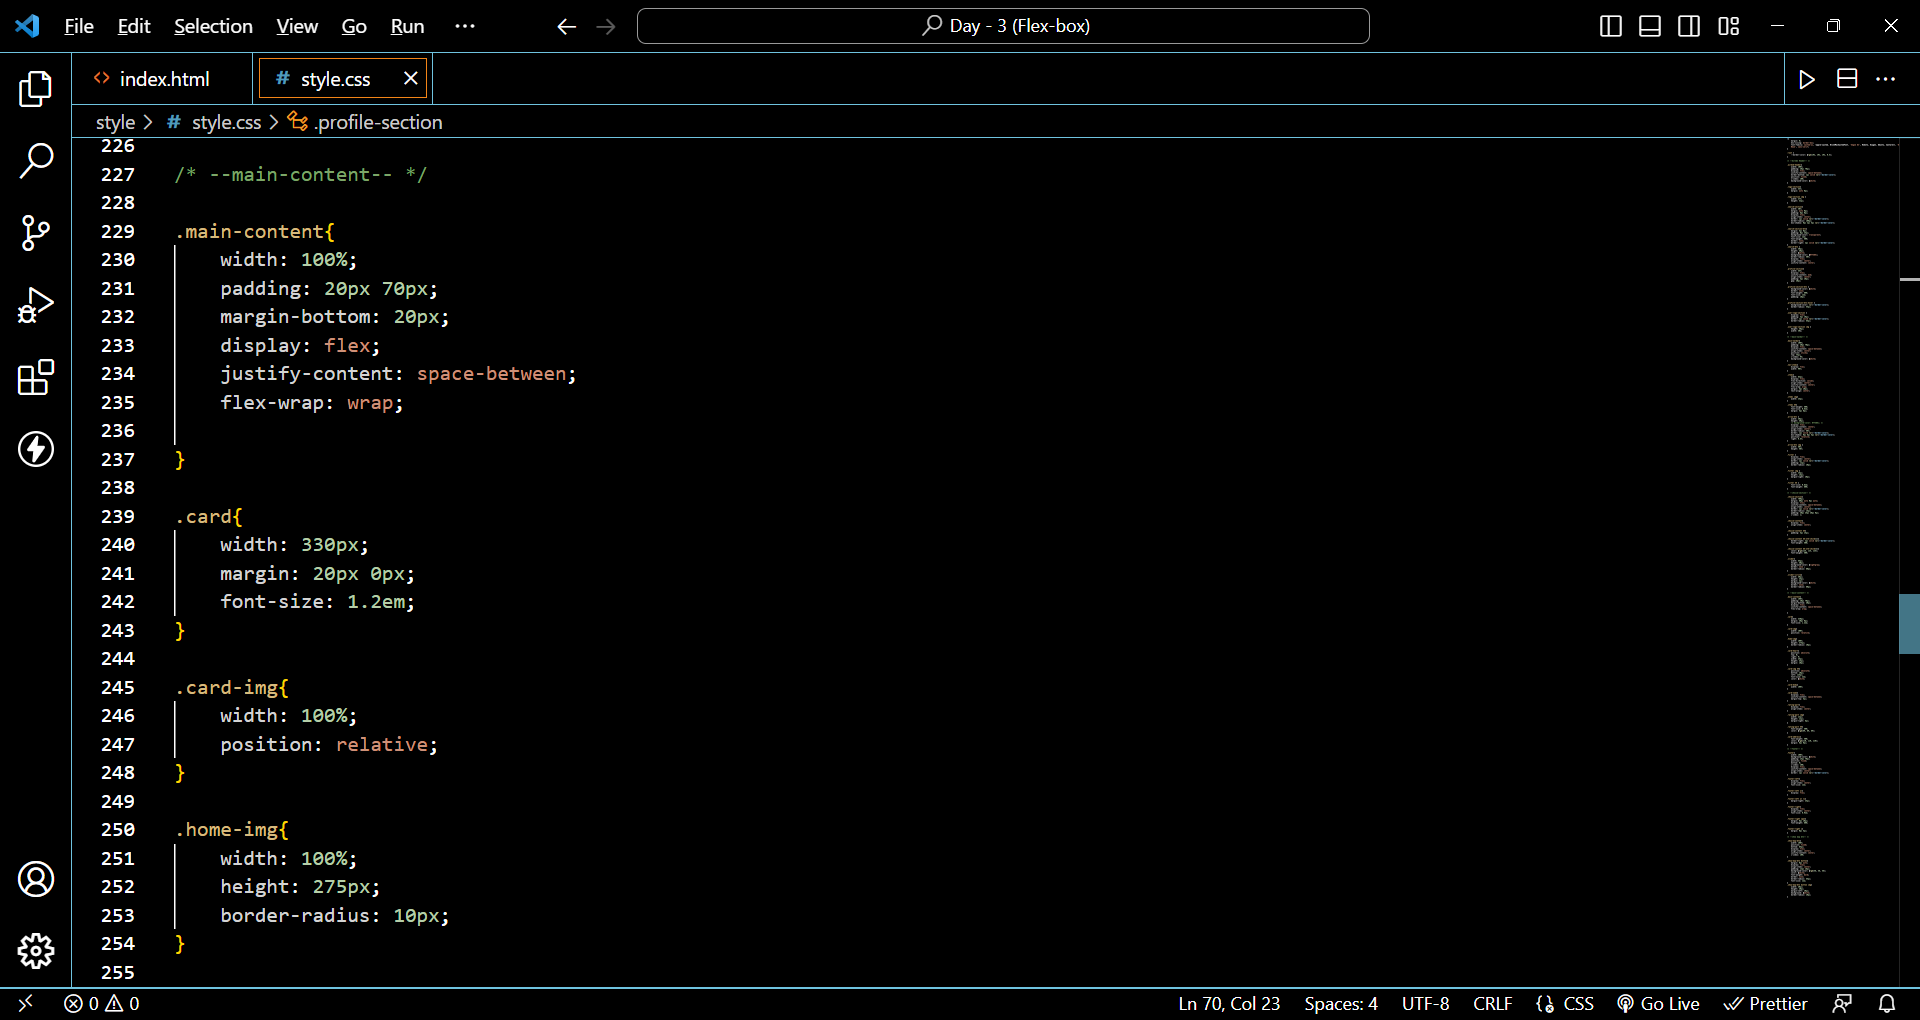 File Edit Selection View Go Run ··· Day - 3 (Flex-box)
index.html # style.css
style > # style.css > .profile-section
226
227 /* --main-content-- */
228
229 .main-content{
230 width: 100%;
231 padding: 20px 70px;
232 margin-bottom: 20px;
233 display: flex;
234 justify-content: space-between;
235 flex-wrap: wrap;
236
237 }
238
239 .card{
240 width: 330px;
241 margin: 20px 0px;
242 font-size: 1.2em;
243 }
244
245 .card-img{
246 width: 100%;
247 position: relative;
248 }
249
250 .home-img{
251 width: 100%;
252 height: 275px;
253 border-radius: 10px;
254 }
255
0 0 Ln 70, Col 23 Spaces: 4 UTF-8 CRLF CSS Go Live Prettier